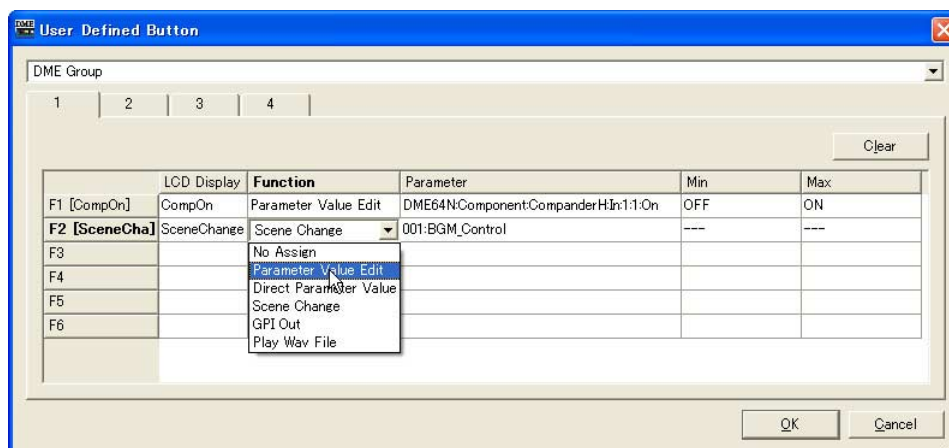 DME User Defined Button
DME Group
1 2 3 4
Clear
LCD Display Function Parameter Min Max
F1 [CompOn] CompOn Parameter Value Edit DME64N:Component:CompanderH:In:1:1:On OFF ON
F2 [SceneCha] SceneChange Scene Change 001:BGM_Control --- ---
F3 No Assign
Parameter Value Edit
F4
Direct Parameter Value
F5 Scene Change
GPI Out
F6
Play Wav File
OK Cancel